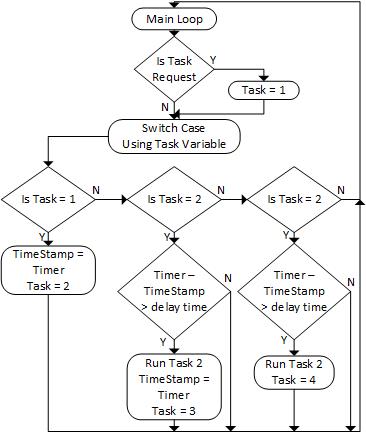 Main Loop
Is Task
Request
Y
Task = 1
N
Switch Case
Using Task Variable
Is Task = 1
N
Is Task = 2
N
Is Task = 2
N
Y
Y
Y
TimeStamp =
Timer
Task = 2
Timer –
TimeStamp
> delay time
N
Timer –
TimeStamp
> delay time
N
Y
Y
Run Task 2
TimeStamp =
Timer
Task = 3
Run Task 2
Task = 4